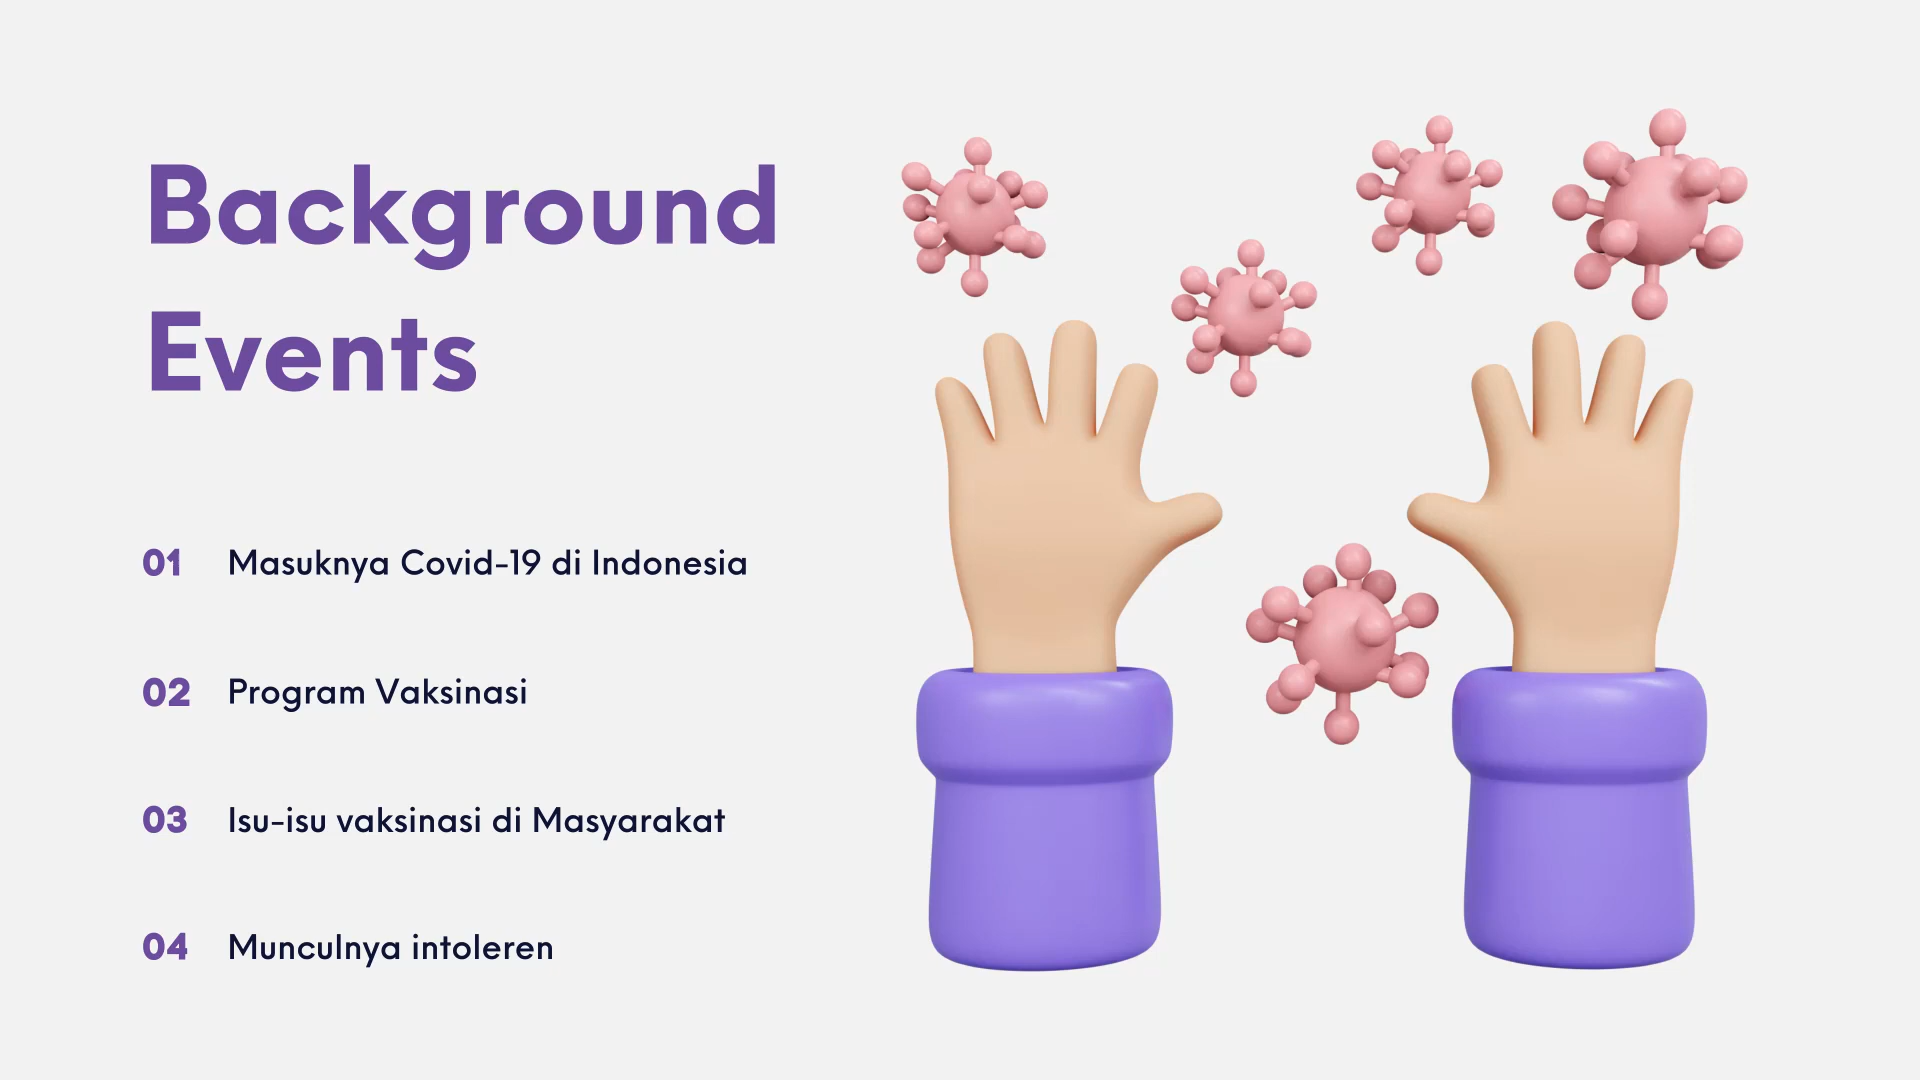 Background
Events
01 Masuknya Covid-19 di Indonesia
02 Program Vaksinasi
03 Isu-isu vaksinasi di Masyarakat
04 Munculnya intoleren